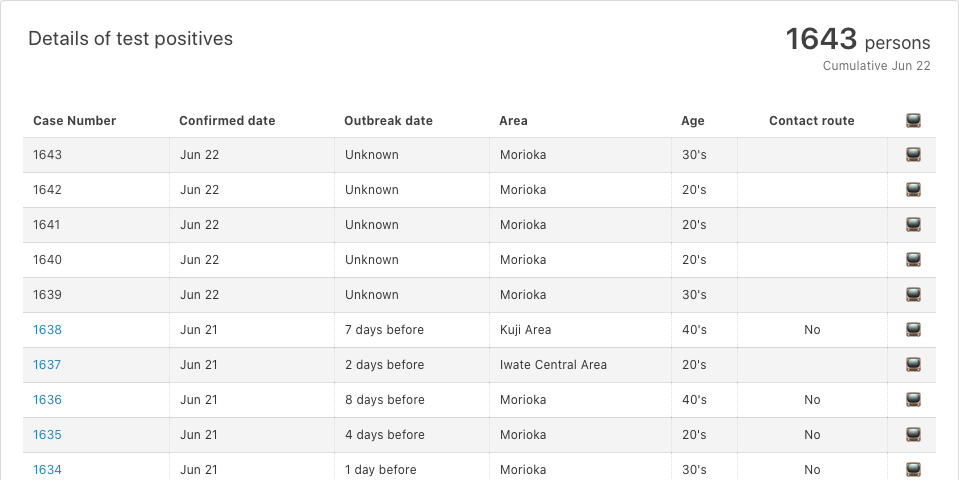 Details of test positives
1643 persons
Cumulative Jun 22
Case Number Confirmed date Outbreak date Area Age Contact route
1643 Jun 22 Unknown Morioka 30's
1642 Jun 22 Unknown Morioka 20's
1641 Jun 22 Unknown Morioka 20's
1640 Jun 22 Unknown Morioka 20's
1639 Jun 22 Unknown Morioka 30's
1638 Jun 21 7 days before Kuji Area 40's No
1637 Jun 21 2 days before Iwate Central Area 20's
1636 Jun 21 8 days before Morioka 40's No
1635 Jun 21 4 days before Morioka 20's No
1634 Jun 21 1 day before Morioka 30's No